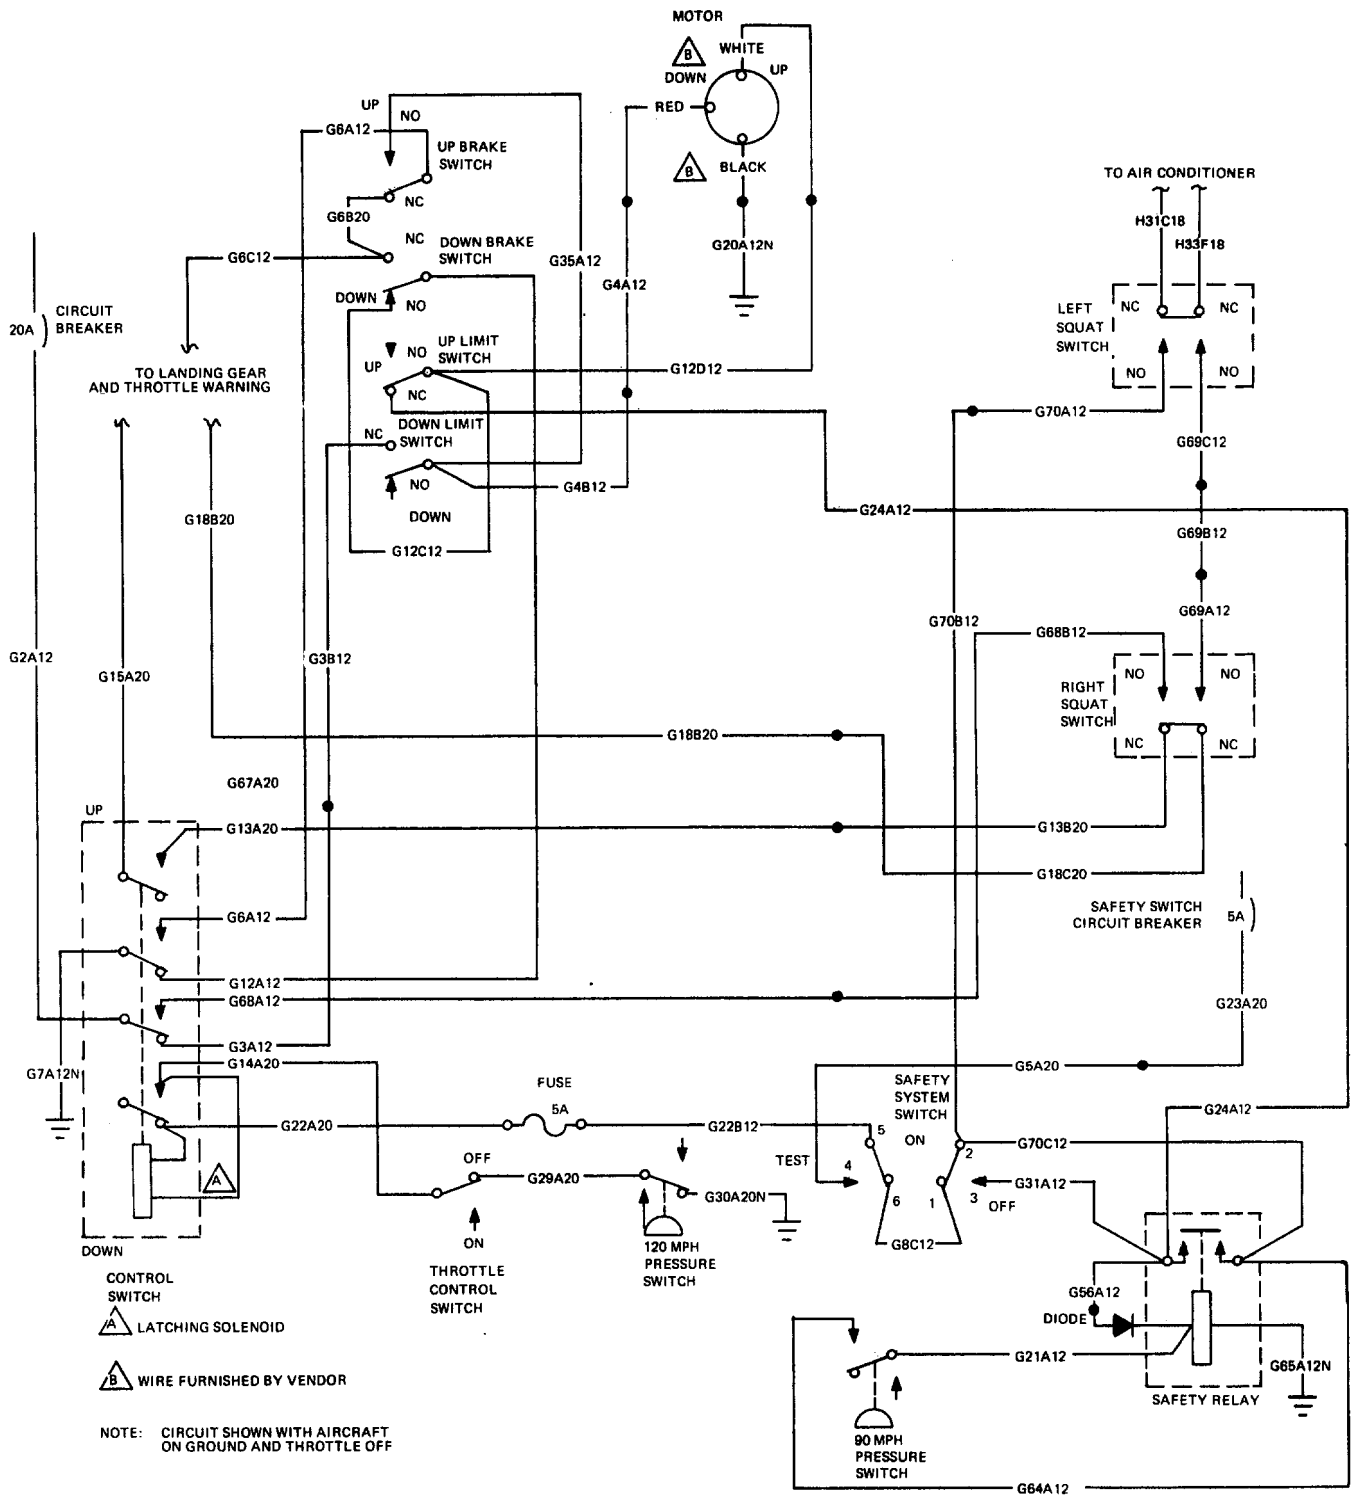 MOTOR
B
WHITE
DOWN
UP
RED
B
BLACK
G20A12N
UP
NO
G6A12
UP BRAKE
SWITCH
NC
G6B20
NC
DOWN BRAKE
SWITCH
G6C12
G35A12
G4A12
DOWN
NO
20A
CIRCUIT
BREAKER
UP LIMIT
SWITCH
NO
UP
NC
G12D12
TO LANDING GEAR
AND THROTTLE WARNING
DOWN LIMIT
SWITCH
NC
NO
G4B12
DOWN
G12C12
TO AIR CONDITIONER
H31C18
H33F18
NC
NC
LEFT
SQUAT
SWITCH
NO
NO
G70A12
G69C12
G24A12
G69B12
G18B20
G69A12
G70B12
G68B12
G2A12
G15A20
G3B12
NO
NO
RIGHT
SQUAT
SWITCH
NC
NC
G18B20
G67A20
UP
G13A20
G13B20
G18C20
SAFETY SWITCH
CIRCUIT BREAKER
5A
G6A12
G12A12
G68A12
G23A20
G3A12
G14A20
G7A12N
G5A20
FUSE
5A
SAFETY
SYSTEM
SWITCH
ON
G24A12
G22A20
G22B12
5
2
G70C12
TEST
4
OFF
G29A20
G30A20N
6
1
3
OFF
G31A12
A
G8C12
ON
DOWN
120 MPH
PRESSURE
SWITCH
THROTTLE
CONTROL
SWITCH
CONTROL
SWITCH
A LATCHING SOLENOID
G56A12
DIODE
G21A12
G65A12N
SAFETY RELAY
B WIRE FURNISHED BY VENDOR
90 MPH
PRESSURE
SWITCH
NOTE: CIRCUIT SHOWN WITH AIRCRAFT
ON GROUND AND THROTTLE OFF
G64A12